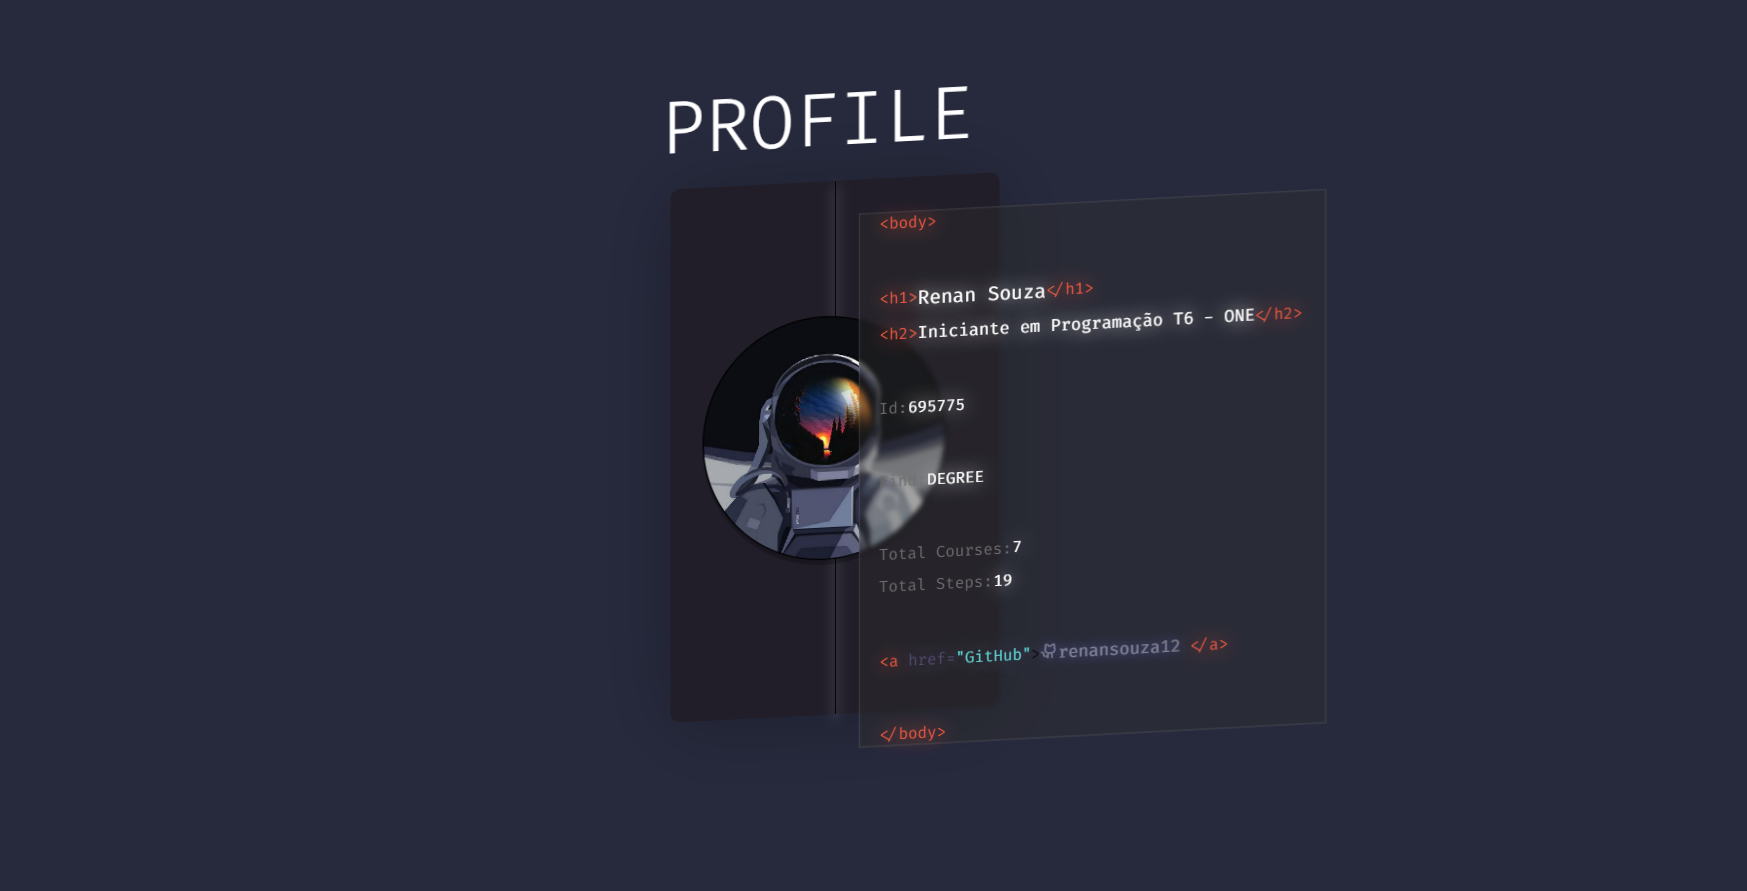 PROFILE
<body>
<h1>Renan Souza</h1>
<h2>Iniciante em Programação T6 - ONE</h2>
Id:695775
DEGREE
Total Courses:7
Total Steps:19
<a href="GitHub">renansouza12 </a>
</body>